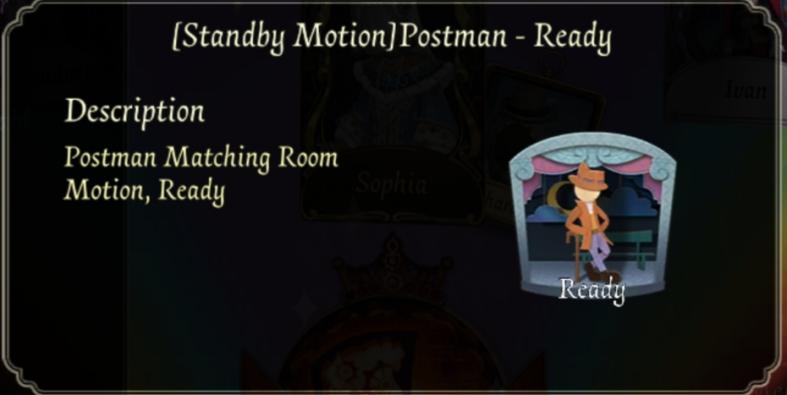 [Standby Motion]Postman - Ready
Description
Postman Matching Room
Motion, Ready
Ready
Sophia
Ivan